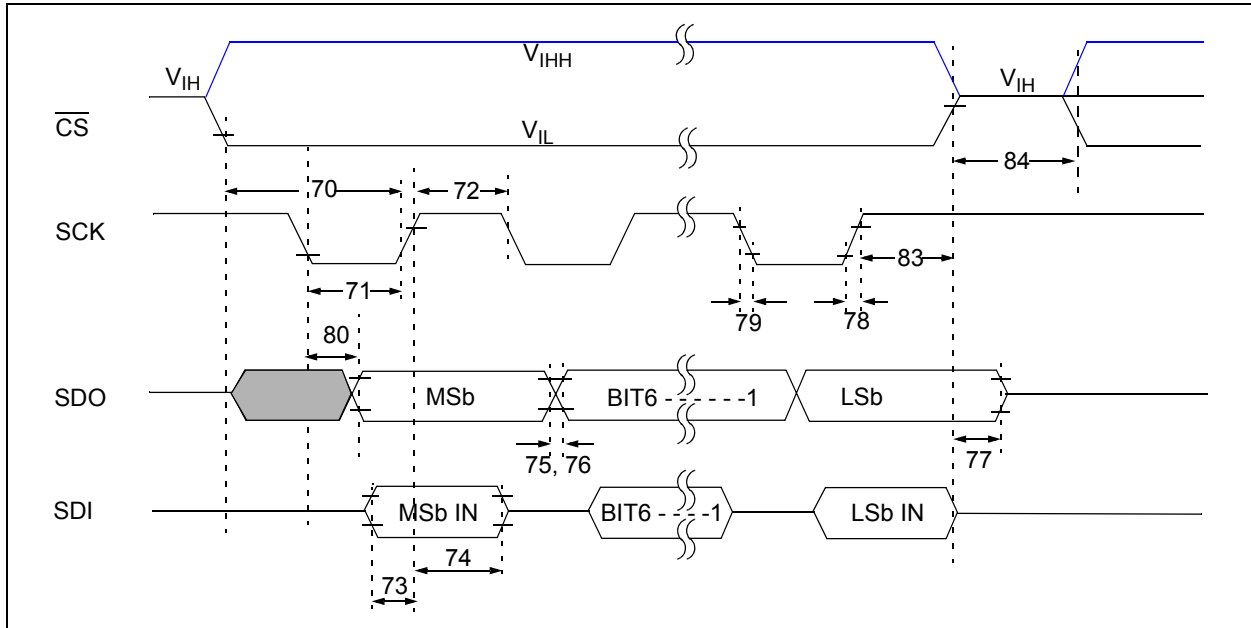 VIHH
VIH
VIH
CS
VIL
84
70
72
SCK
83
71
79
78
80
SDO
MSb
BIT6 - - - - - - -1
LSb
75, 76
77
SDI
MSb IN
BIT6 - - - - -1
LSb IN
74
73